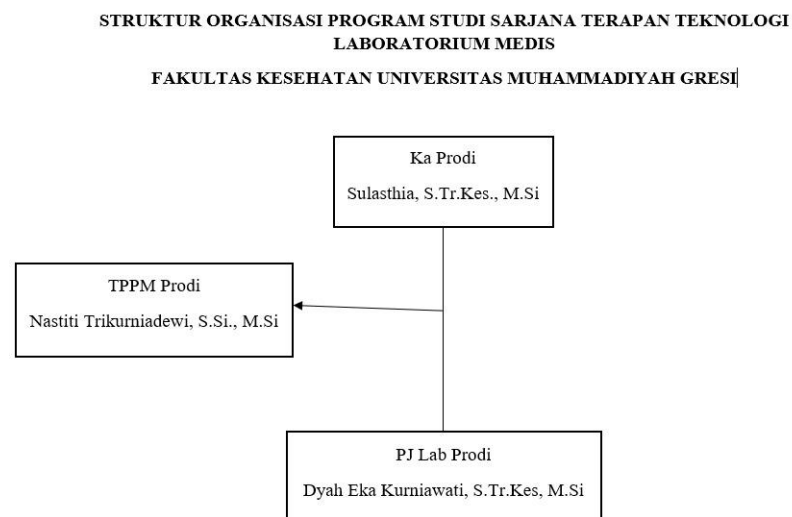 STRUKTUR ORGANISASI PROGRAM STUDI SARJANA TERAPAN TEKNOLOGI
LABORATORIUM MEDIS
FAKULTAS KESEHATAN UNIVERSITAS MUHAMMADIYAH GRESI
Ka Prodi
Sulasthia, S.Tr.Kes., M.Si
TPPM Prodi
Nastiti Trikurniadewi, S.Si., M.Si
PJ Lab Prodi
Dyah Eka Kurniawati, S.Tr.Kes, M.Si